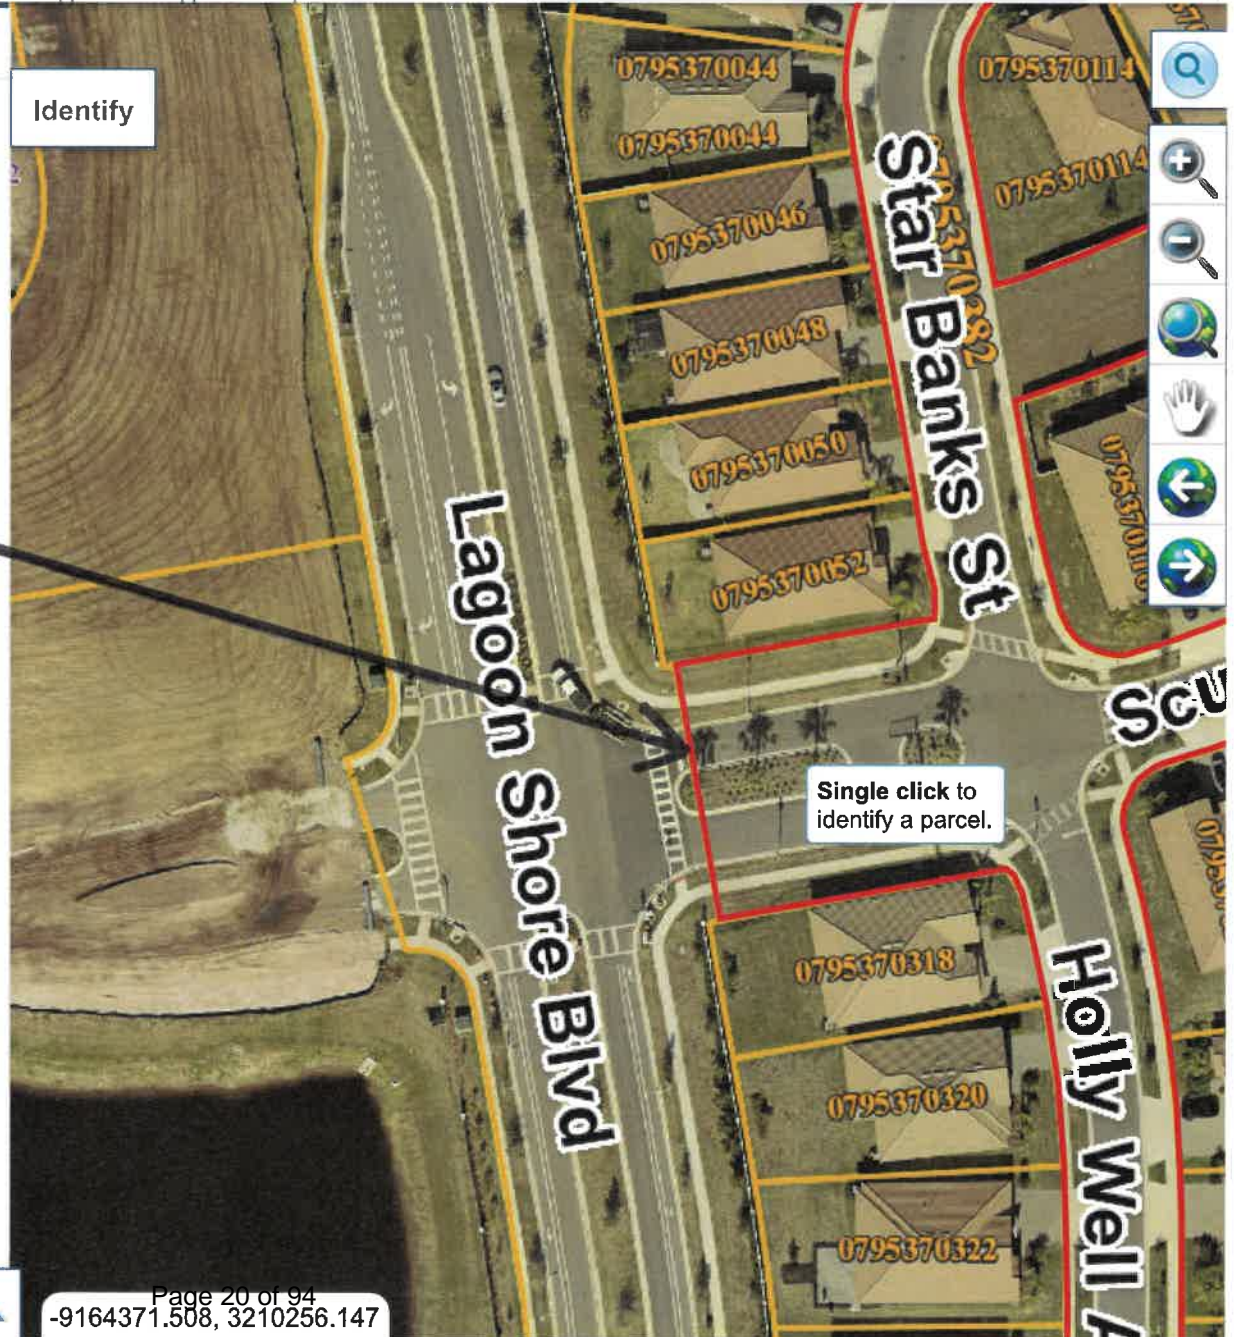 Identify
0795370044
0795370044
0795370046
0795370048
0795370050
0795370052
0795370114
0795370114
Star Banks St
0795370382
Lagoon Shore Blvd
Single click to
identify a parcel.
0795370318
0795370320
0795370322
Holly Well
Page 20 of 94
-9164371.508, 3210256.147